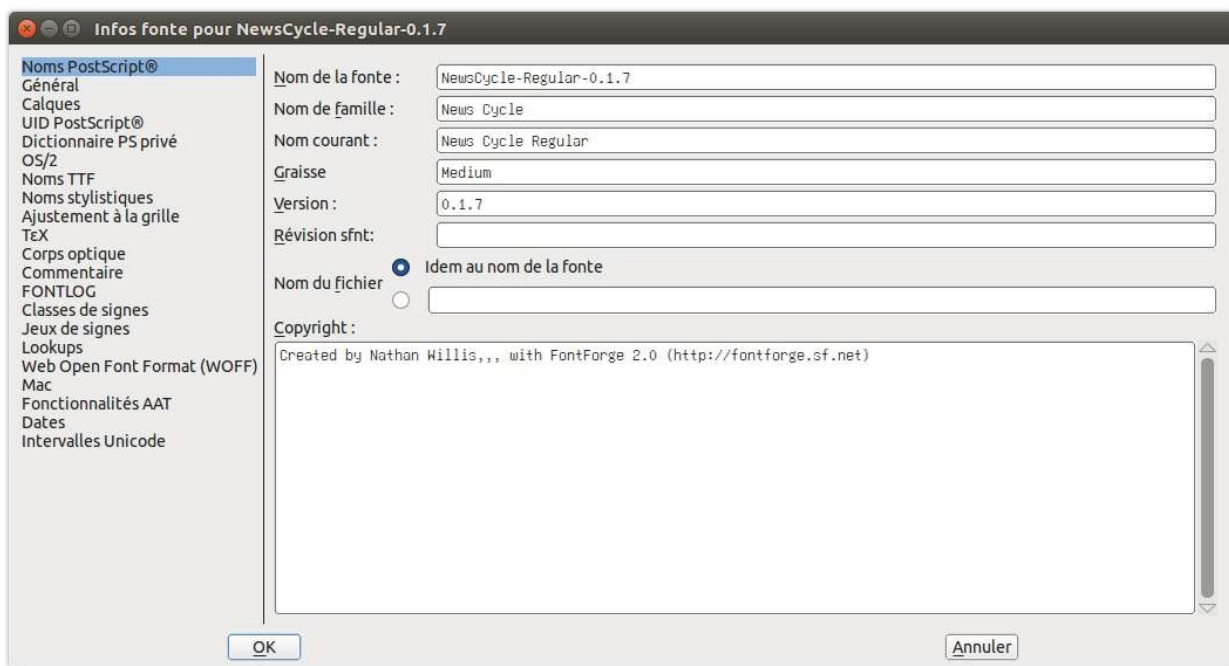 Infos fonte pour NewsCycle-Regular-0.1.7
Noms PostScript®
Général
Calques
UID PostScript®
Dictionnaire PS privé
OS/2
Noms TTF
Noms stylistiques
Ajustement à la grille
TεX
Corps optique
Commentaire
FONTLOG
Classes de signes
Jeux de signes
Lookups
Web Open Font Format (WOFF)
Mac
Fonctionnalités AAT
Dates
Intervalles Unicode
Nom de la fonte : NewsCycle-Regular-0.1.7
Nom de famille : News Cycle
Nom courant : News Cycle Regular
Graisse Medium
Version : 0.1.7
Révision sfnt:
Nom du fichier Idem au nom de la fonte
Copyright :
Created by Nathan Willis,,, with FontForge 2.0 (http://fontforge.sf.net)
OK Annuler